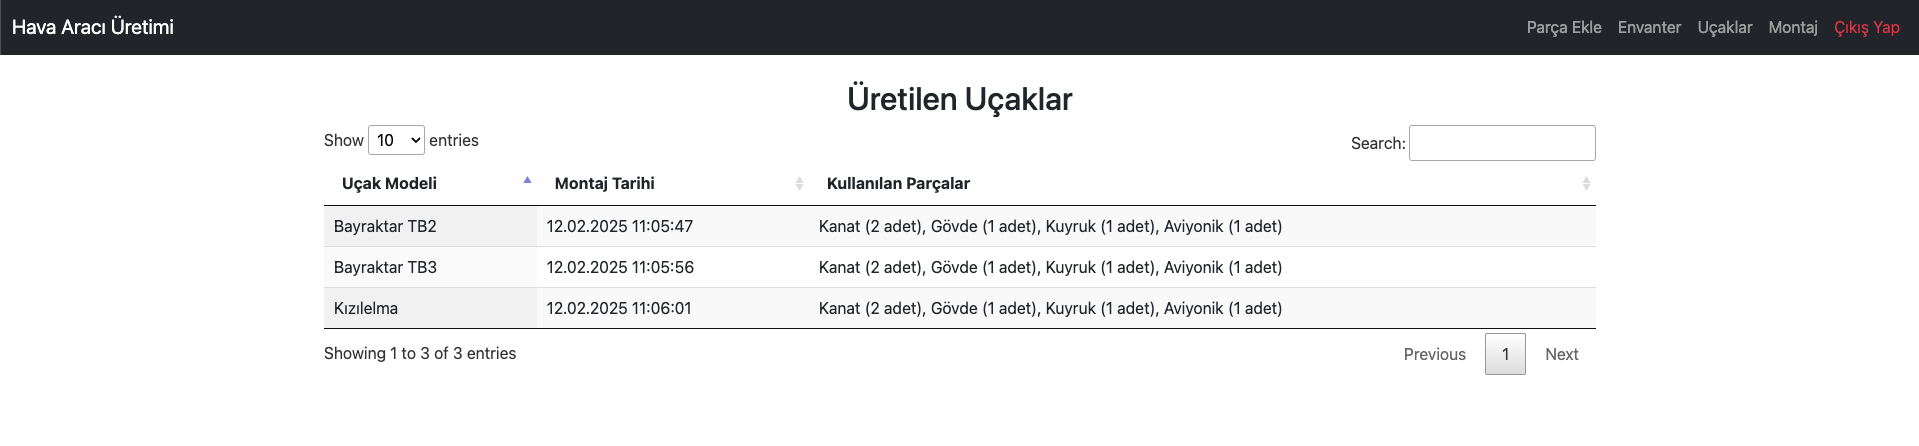 Hava Aracı Üretimi Parça Ekle Envanter Uçaklar Montaj Çıkış Yap
Üretilen Uçaklar
Show 10 entries Search:
Uçak Modeli Montaj Tarihi Kullanılan Parçalar
Bayraktar TB2 12.02.2025 11:05:47 Kanat (2 adet), Gövde (1 adet), Kuyruk (1 adet), Aviyonik (1 adet)
Bayraktar TB3 12.02.2025 11:05:56 Kanat (2 adet), Gövde (1 adet), Kuyruk (1 adet), Aviyonik (1 adet)
Kızılelma 12.02.2025 11:06:01 Kanat (2 adet), Gövde (1 adet), Kuyruk (1 adet), Aviyonik (1 adet)
Showing 1 to 3 of 3 entries Previous 1 Next